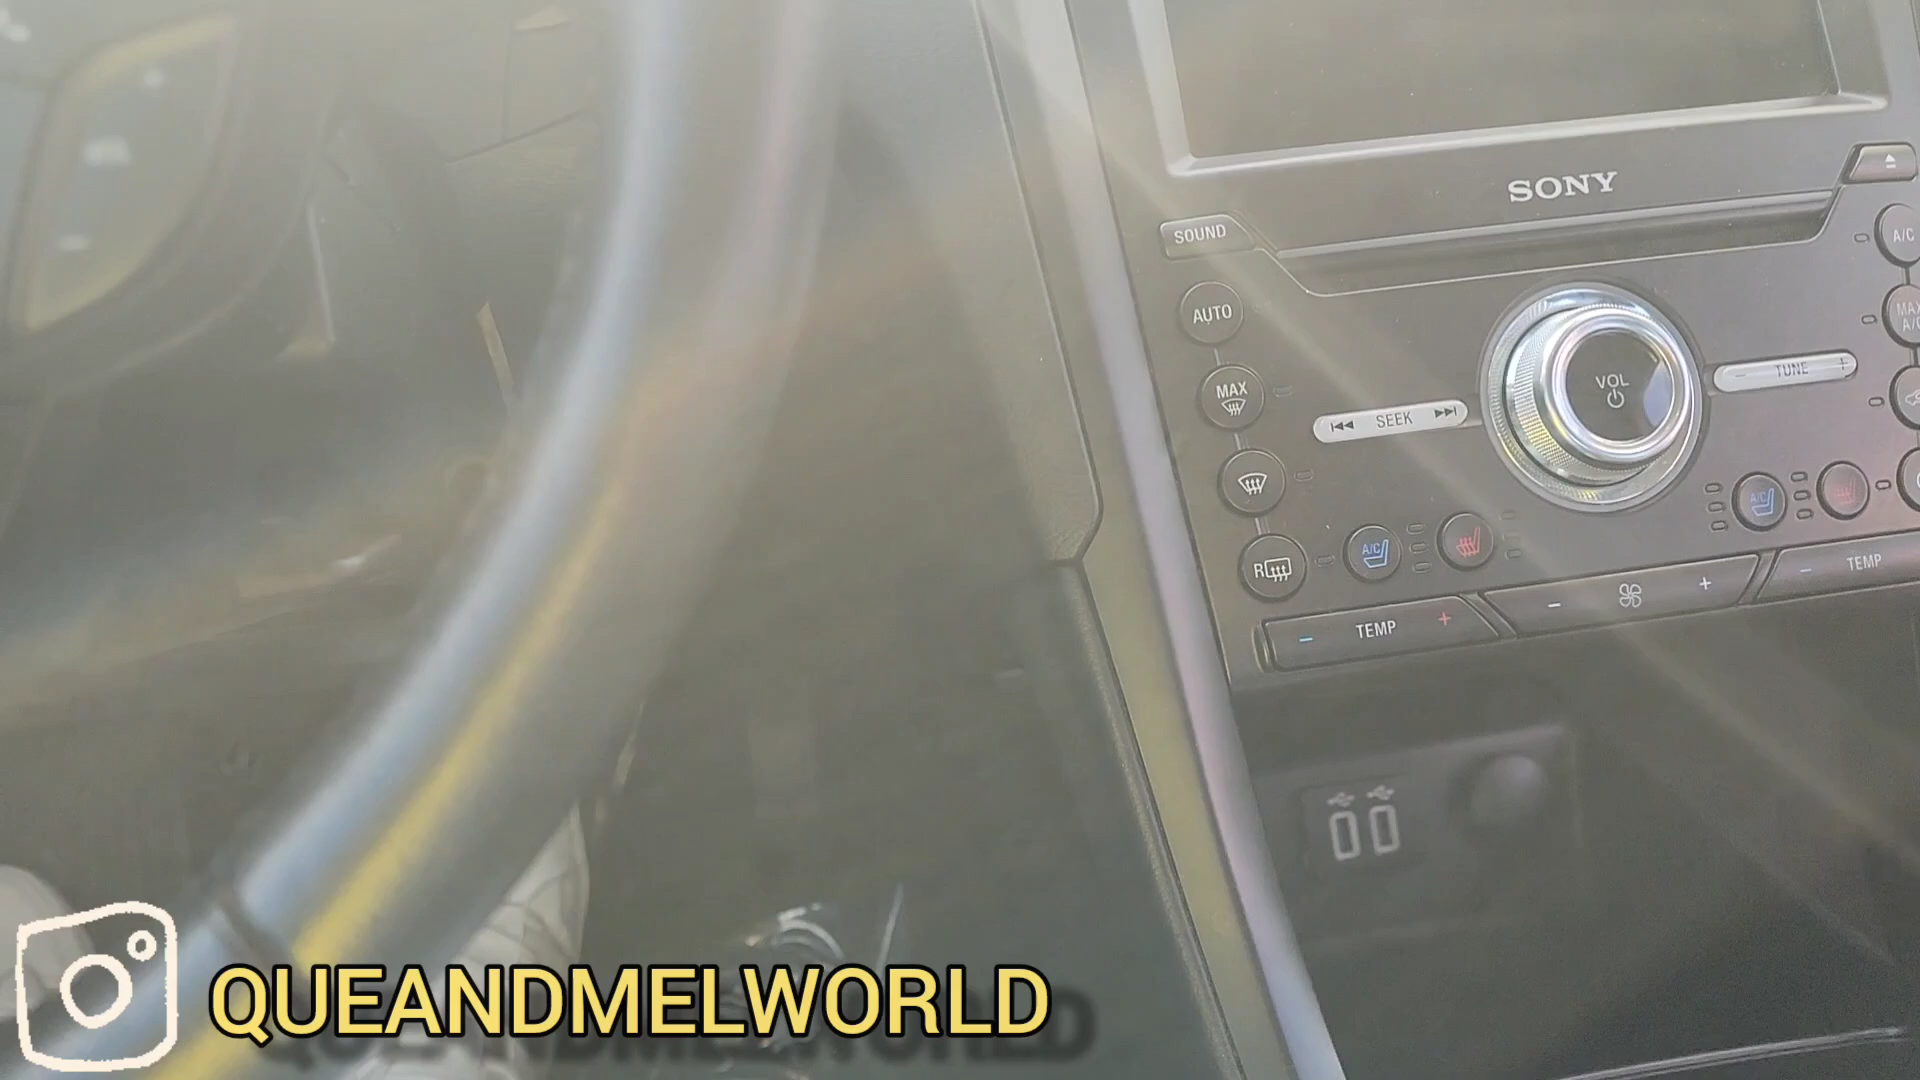 SONY
SOUND
A/C
AUTO
MAX
A/C
MAX
VOL
TUNE
SEEK
A/C
A/C
R
TEMP
TEMP
QUEANDMELWORLD